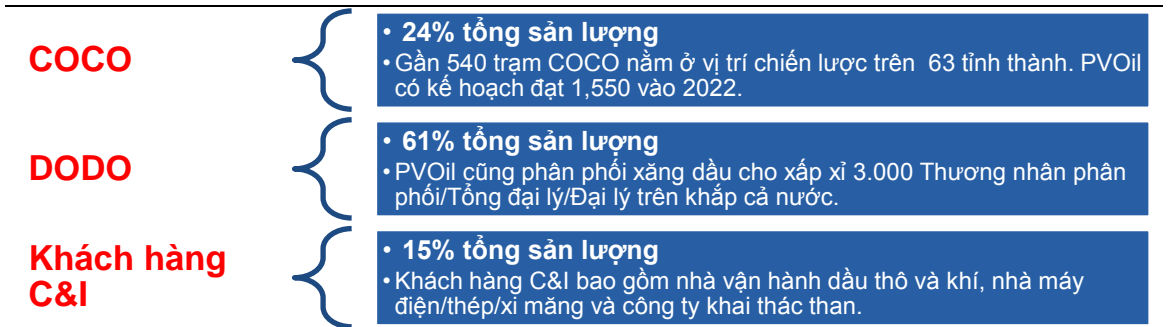 COCO
• 24% tổng sản lượng
• Gần 540 trạm COCO nằm ở vị trí chiến lược trên 63 tỉnh thành. PVOil
có kế hoạch đạt 1,550 vào 2022.
DODO
• 61% tổng sản lượng
• PVOil cũng phân phối xăng dầu cho xấp xỉ 3.000 Thương nhân phân
phối/Tổng đại lý/Đại lý trên khắp cả nước.
Khách hàng
C&I
• 15% tổng sản lượng
• Khách hàng C&I bao gồm nhà vận hành dầu thô và khí, nhà máy
điện/thép/xi măng và công ty khai thác than.